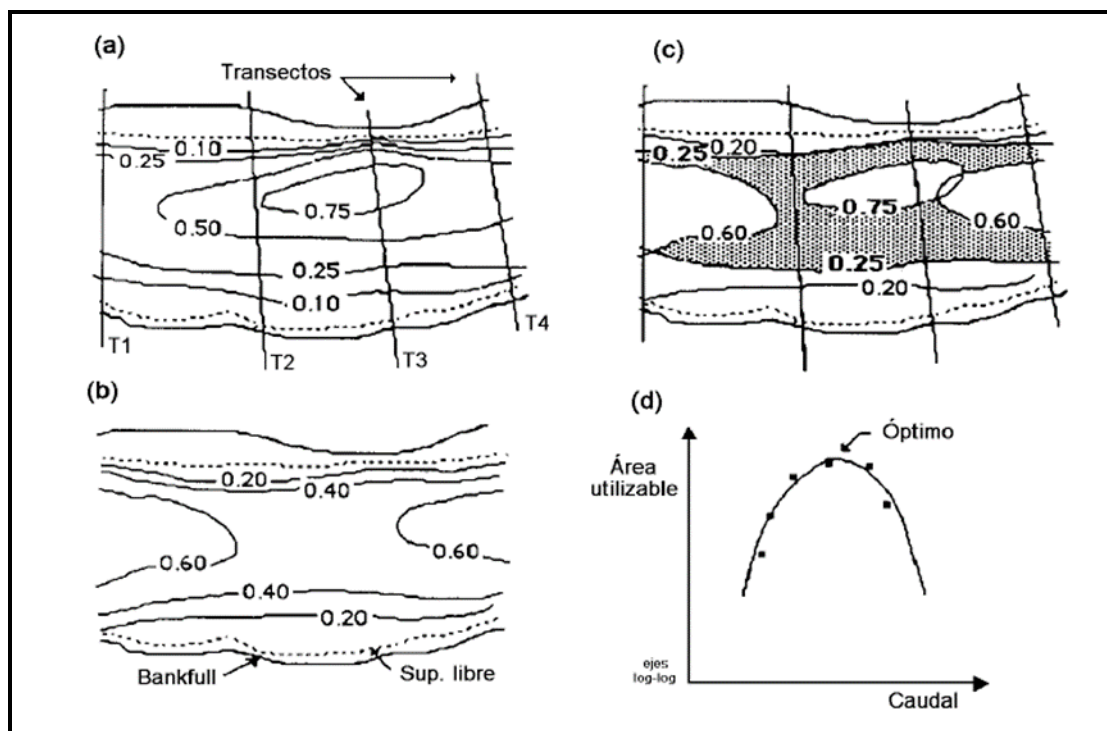 (a)
Transectos
0.10
0.25
0.75
0.50
0.25
0.10
T1
T2
T3
T4
(b)
0.20
0.40
0.60
0.60
0.40
0.20
Bankfull
Sup. libre
(c)
0.20
0.25
0.75
0.60
0.60
0.25
0.20
(d)
Óptimo
Área
utilizable
ejes
log-log
Caudal